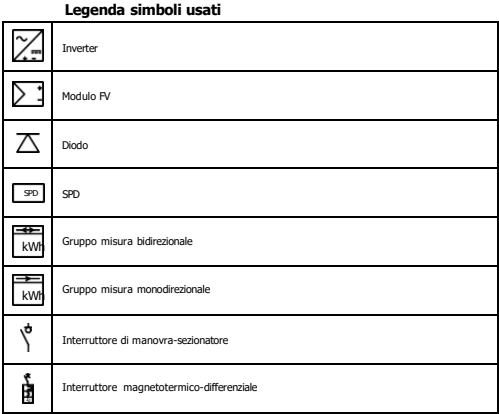 Legenda simboli usati
Inverter
Modulo FV
Diodo
SPD SPD
kWh Gruppo misura bidirezionale
kWh Gruppo misura monodirezionale
Interruttore di manovra-sezionatore
Interruttore magnetotermico-differenziale